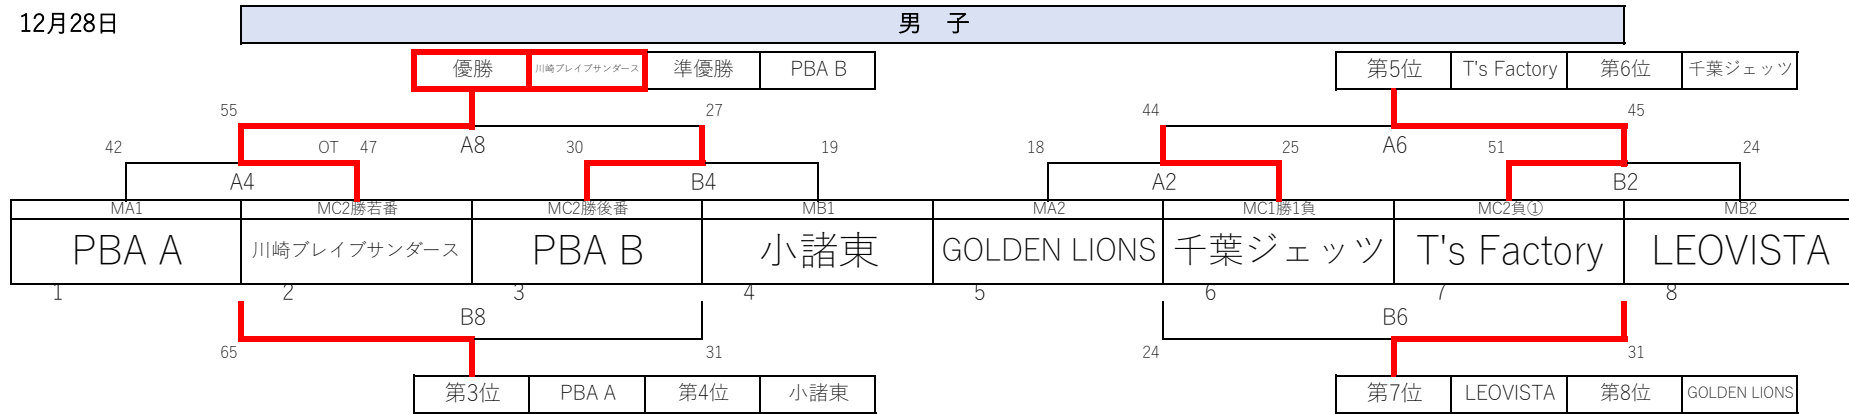 12月28日
男 子
優勝 川崎ブレイブサンダース 準優勝 PBA B 第5位 T's Factory 第6位 千葉ジェッツ
55 27 44 45
A8 A6
42 OT 47 30 19 18 25 51 24
A4 B4 A2 B2
MA1 MC2勝若番 MC2勝後番 MB1 MA2 MC1勝1負 MC2負① MB2
PBA A 川崎ブレイブサンダース PBA B 小諸東 GOLDEN LIONS 千葉ジェッツ T's Factory LEOVISTA
1 2 3 4 5 6 7 8
B8 B6
65 31 24 31
第3位 PBA A 第4位 小諸東 第7位 LEOVISTA 第8位 GOLDEN LIONS